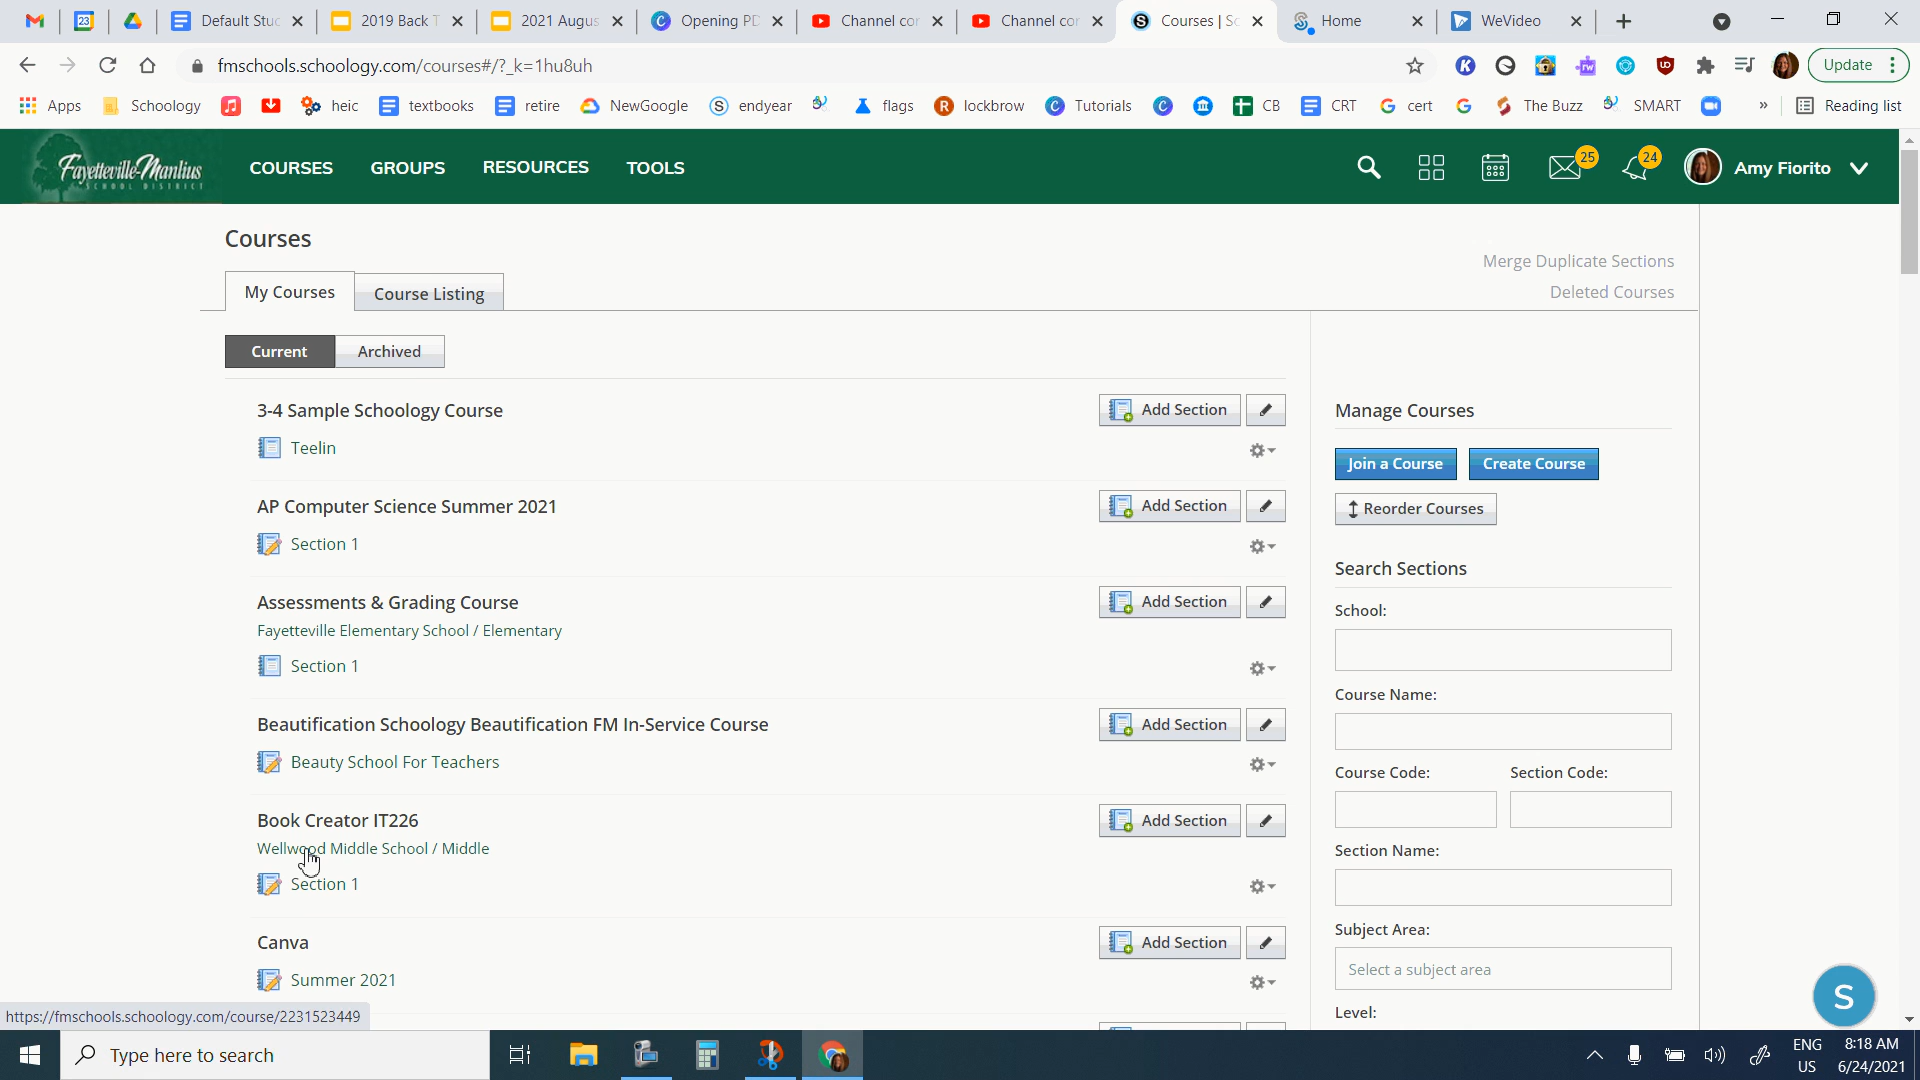 23
Default Stuc
2019 Back T
2021 Augus
Opening PD
Channel cor
Channel cor
Courses | Sc
Home
WeVideo
fmschools.schoology.com/courses#/?_k=1hu8uh
Update
Apps
Schoology
heic
textbooks
retire
NewGoogle
endyear
flags
lockbrow
Tutorials
CB
CRT
cert
The Buzz
SMART
»
Reading list
Fayetteville-Manlius
SCHOOL DISTRICT
COURSES
GROUPS
RESOURCES
TOOLS
25
24
Amy Fiorito
Courses
Merge Duplicate Sections
Deleted Courses
My Courses
Course Listing
Current
Archived
3-4 Sample Schoology Course
Add Section
Teelin
AP Computer Science Summer 2021
Add Section
Section 1
Assessments & Grading Course
Add Section
Fayetteville Elementary School / Elementary
Section 1
Beautification Schoology Beautification FM In-Service Course
Add Section
Beauty School For Teachers
Book Creator IT226
Add Section
Wellwood Middle School / Middle
Section 1
Canva
Add Section
Summer 2021
Manage Courses
Join a Course
Create Course
Reorder Courses
Search Sections
School:
Course Name:
Course Code:
Section Code:
Section Name:
Subject Area:
Select a subject area
Level:
S
https://fmschools.schoology.com/course/2231523449
Type here to search
ENG
US
8:18 AM
6/24/2021